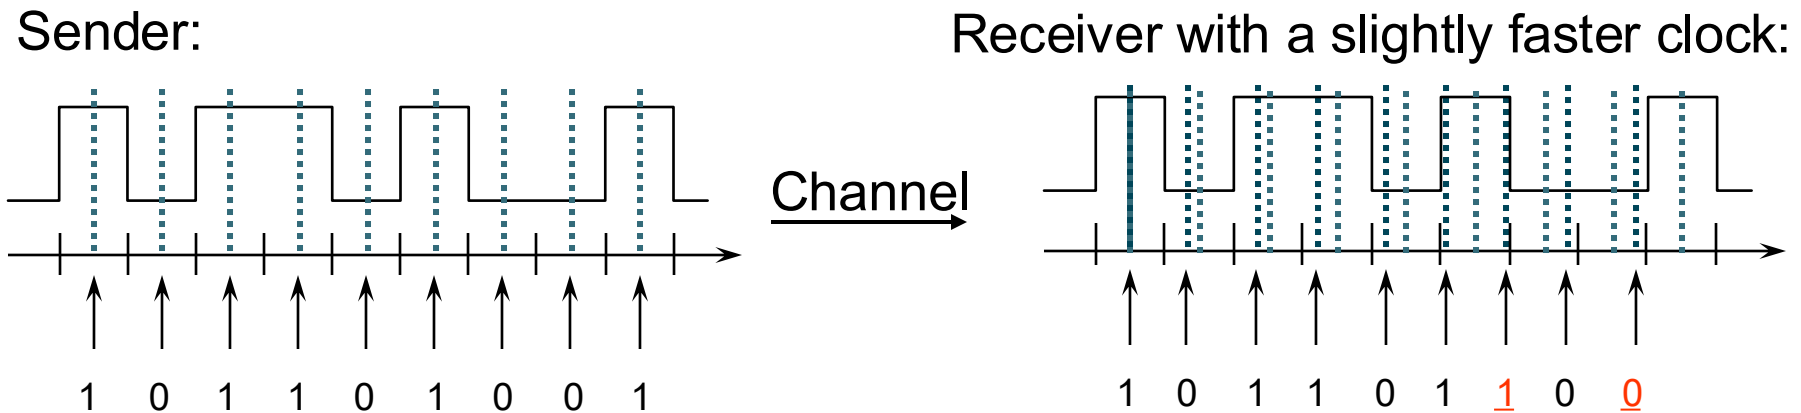 Sender:
Receiver with a slightly faster clock:
Channel
1 0 1 1 0 1 0 0 1
1 0 1 1 0 1 1 0 0